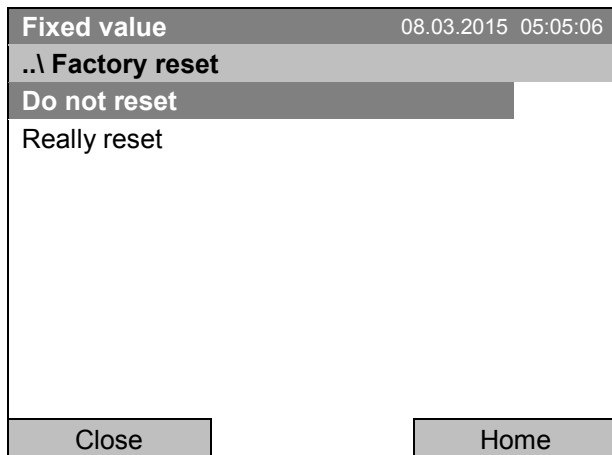 Fixed value 08.03.2015 05:05:06
..\ Factory reset
Do not reset
Really reset
Close Home